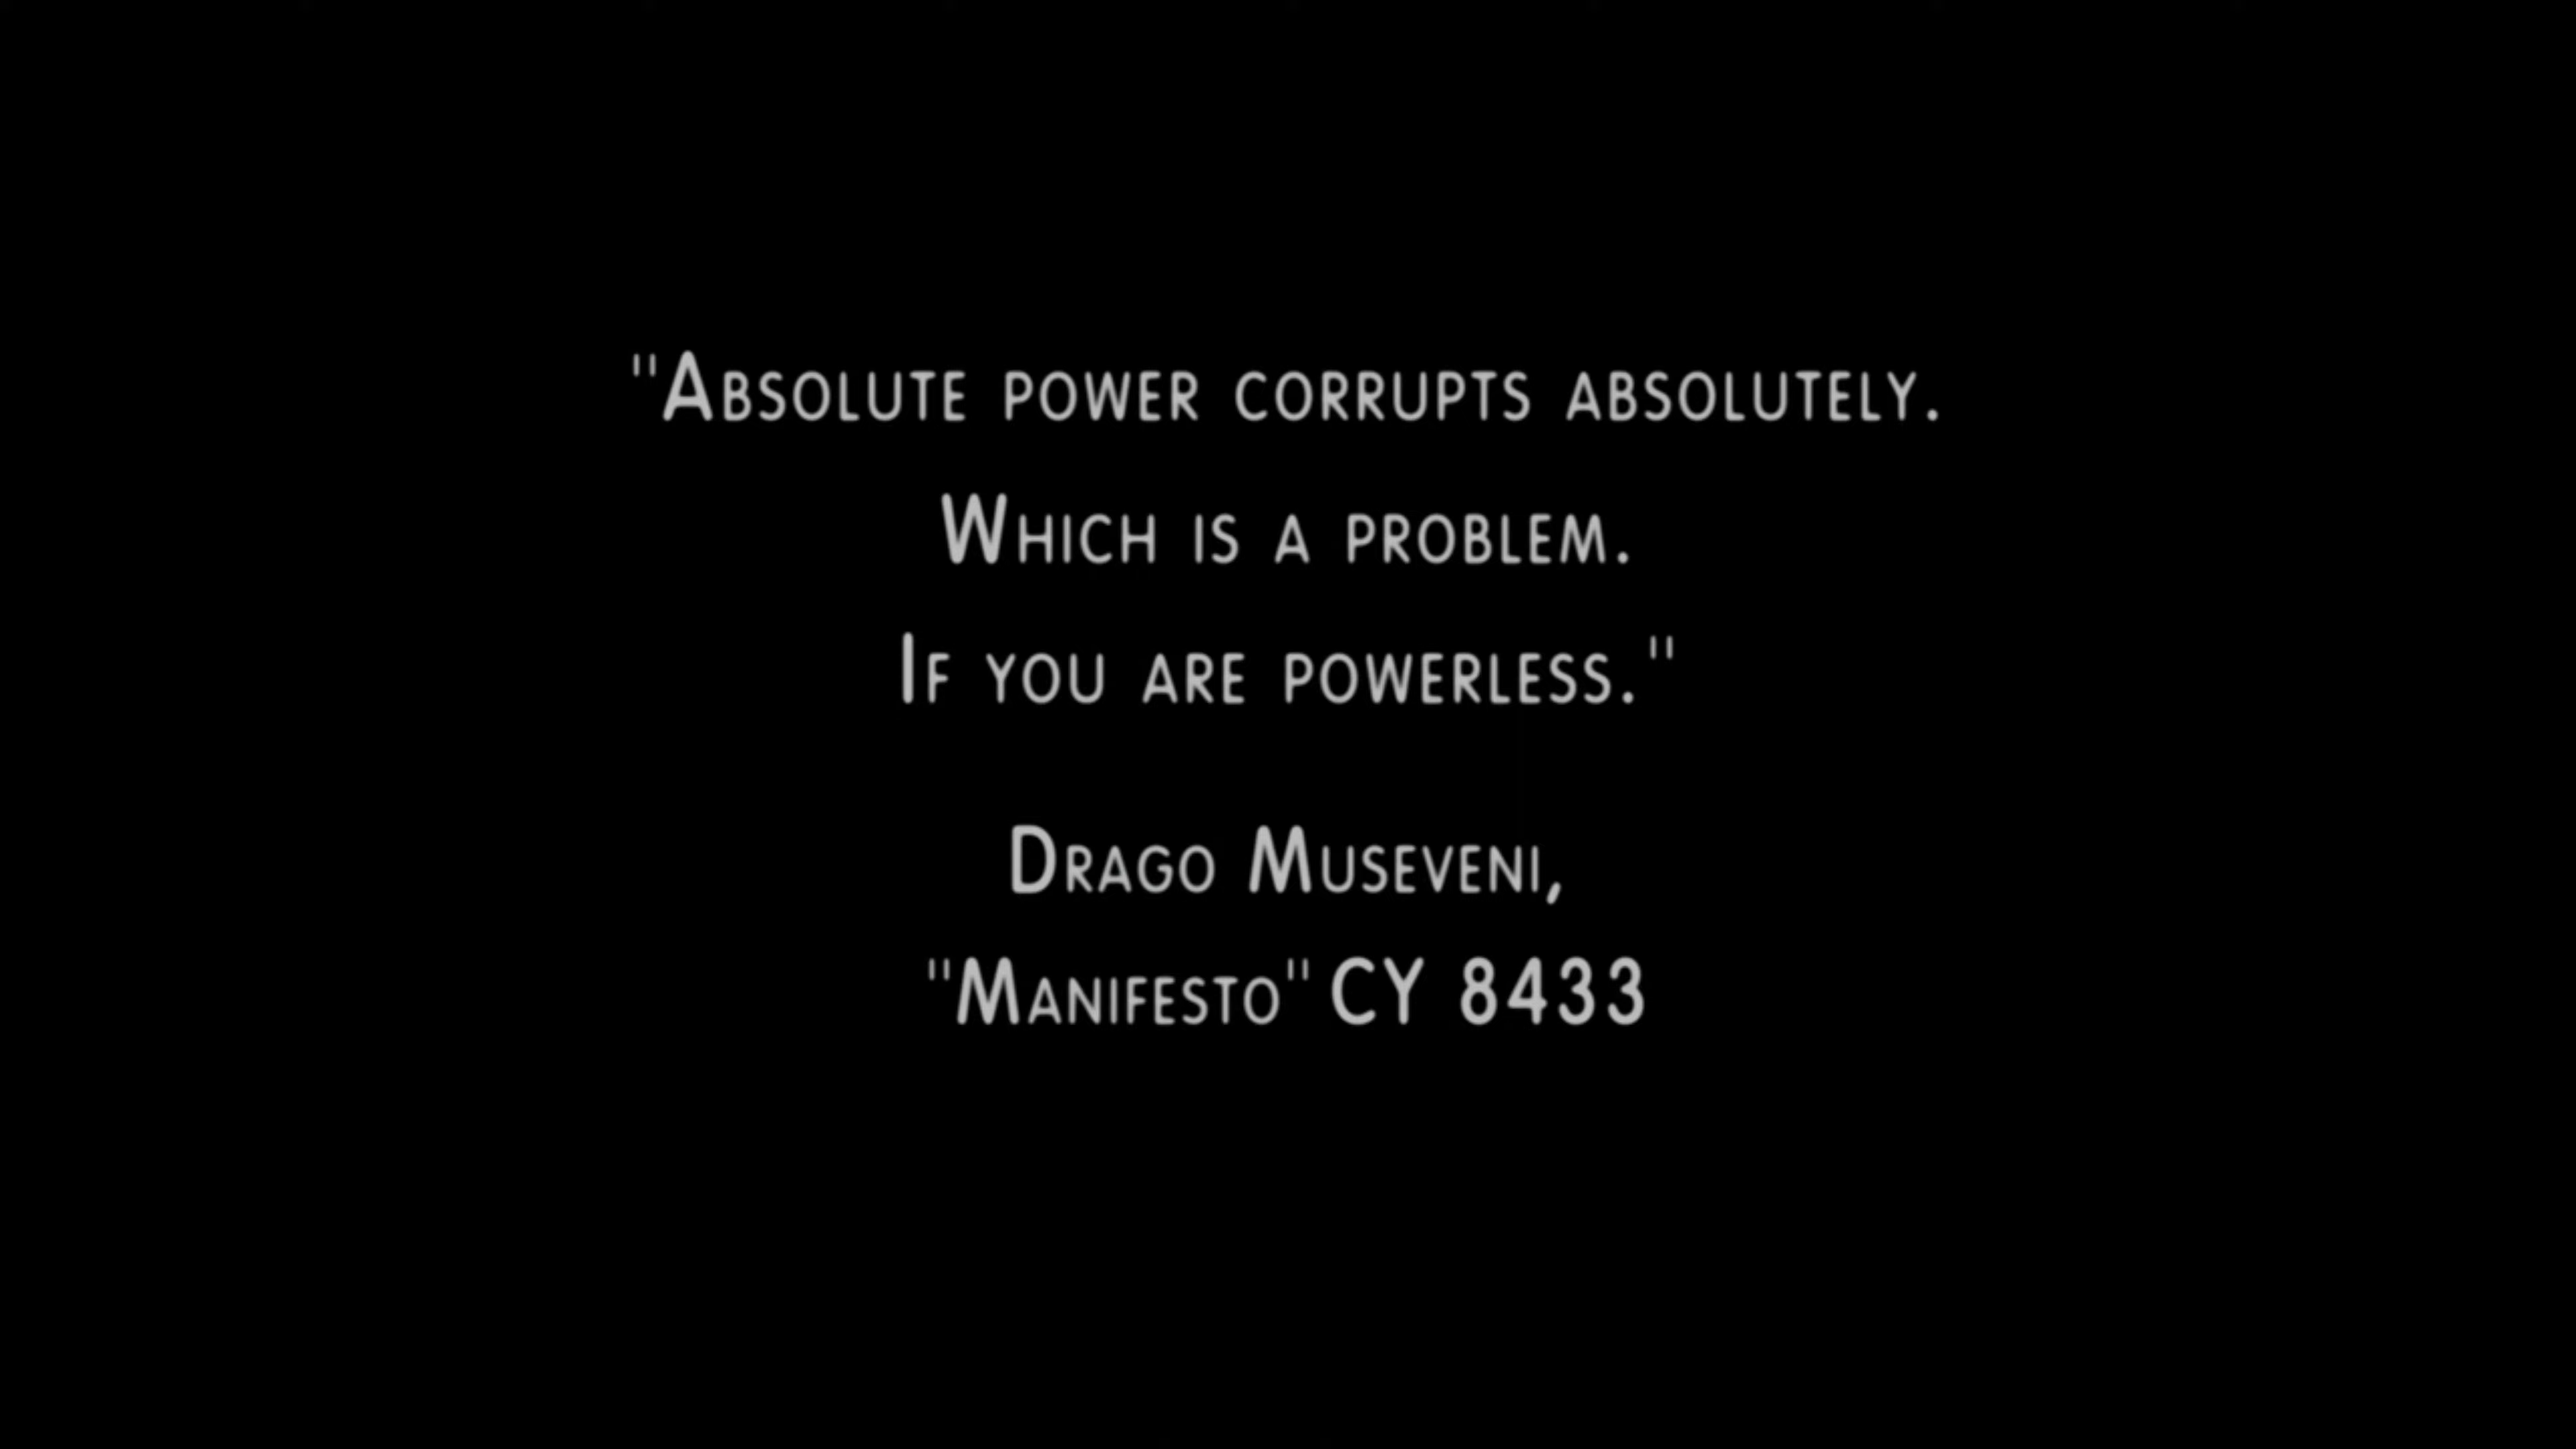 "Absolute power corrupts absolutely.
Which is a problem.
If you are powerless."
Drago Museveni,
"Manifesto" CY 8433